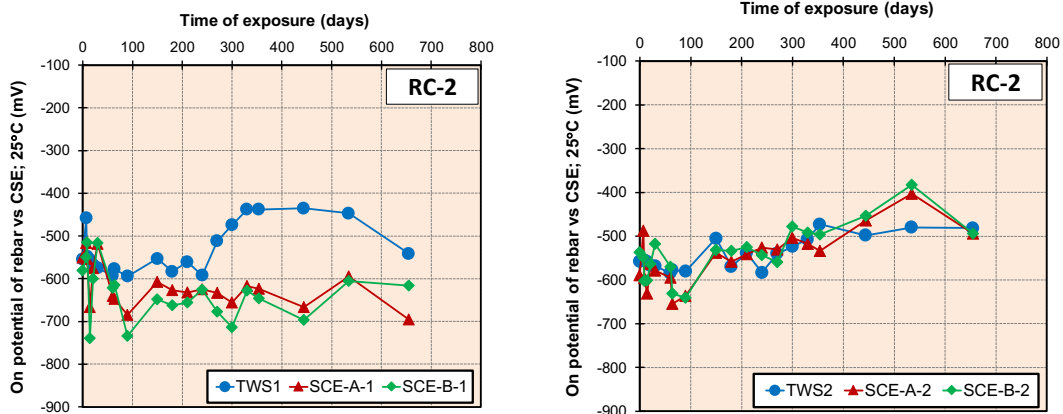 Time of exposure (days)
0 100 200 300 400 500 600 700 800
On potential of rebar vs CSE; 25°C (mV)
-100
-200
-300
-400
-500
-600
-700
-800
-900
RC-2
TWS1 SCE-A-1 SCE-B-1
Time of exposure (days)
0 100 200 300 400 500 600 700 800
On potential of rebar vs CSE; 25°C (mV)
-100
-200
-300
-400
-500
-600
-700
-800
-900
RC-2
TWS2 SCE-A-2 SCE-B-2